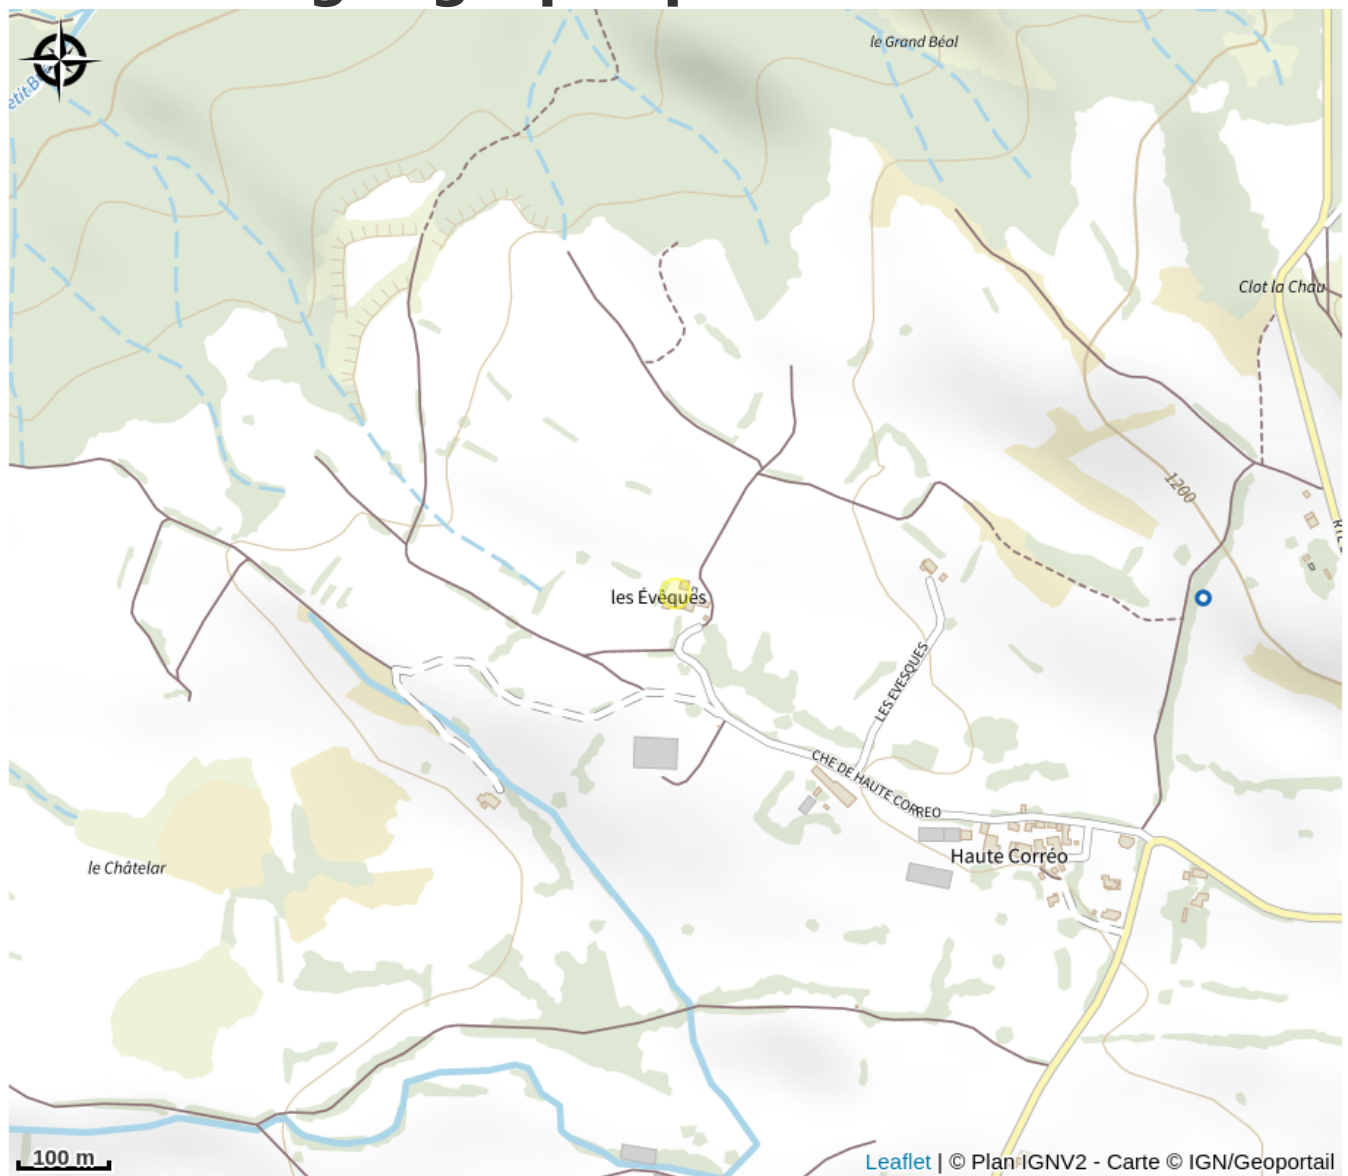 le Grand Béal
Clot la Chau
1200
les Évêques
LES EVESQUES
CHE DE HAUTE CORREO
Haute Corréo
le Châtelar
100 m
Leaflet | © Plan IGNV2 - Carte © IGN/Geoportail